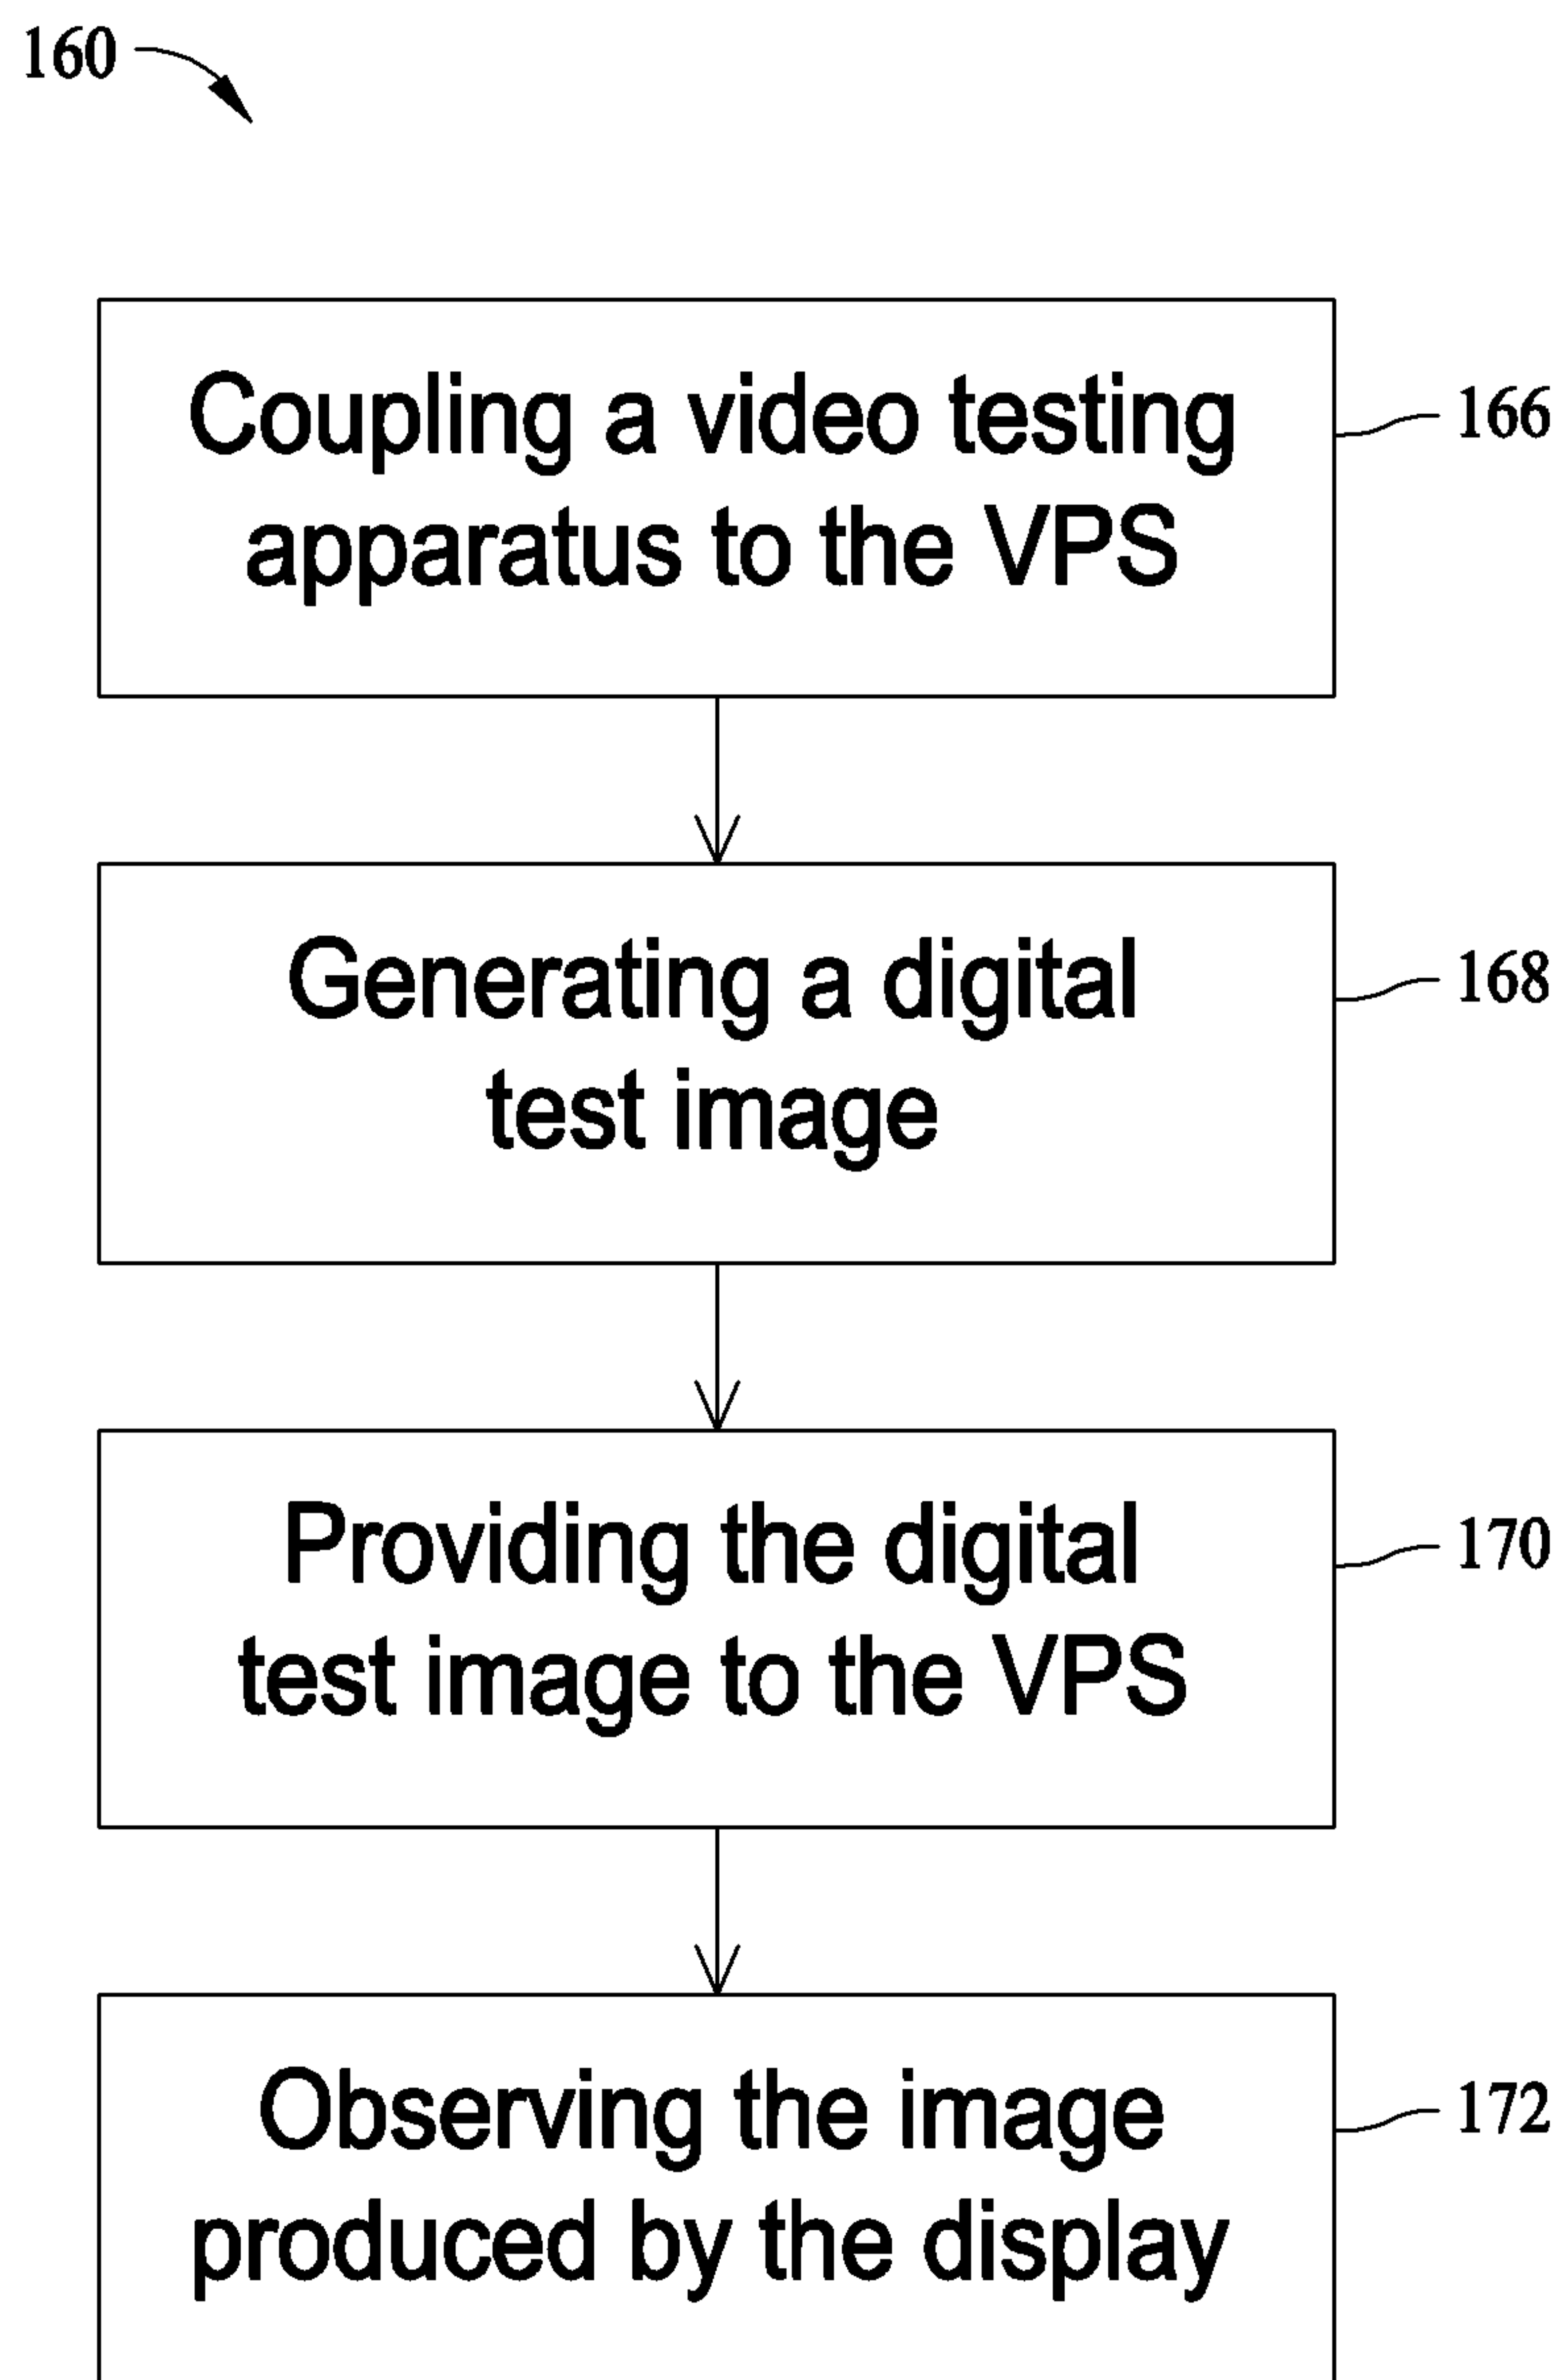 160
Coupling a video testing
apparatus to the VPS
166
Generating a digital
test image
168
Providing the digital
test image to the VPS
170
Observing the image
produced by the display
172